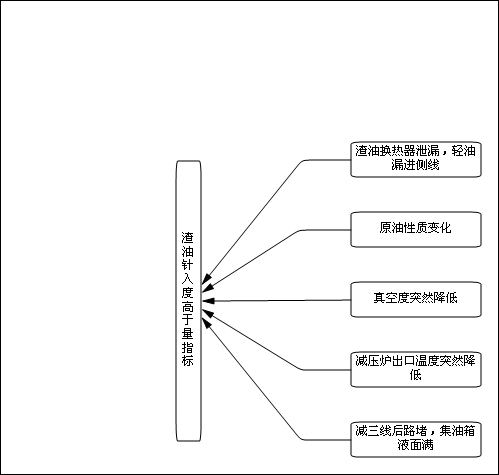 渣油针入度高于量指标
渣油换热器泄漏，轻油
漏进侧线
原油性质变化
真空度突然降低
减压炉出口温度突然降
低
减三线后路堵，集油箱
液面满